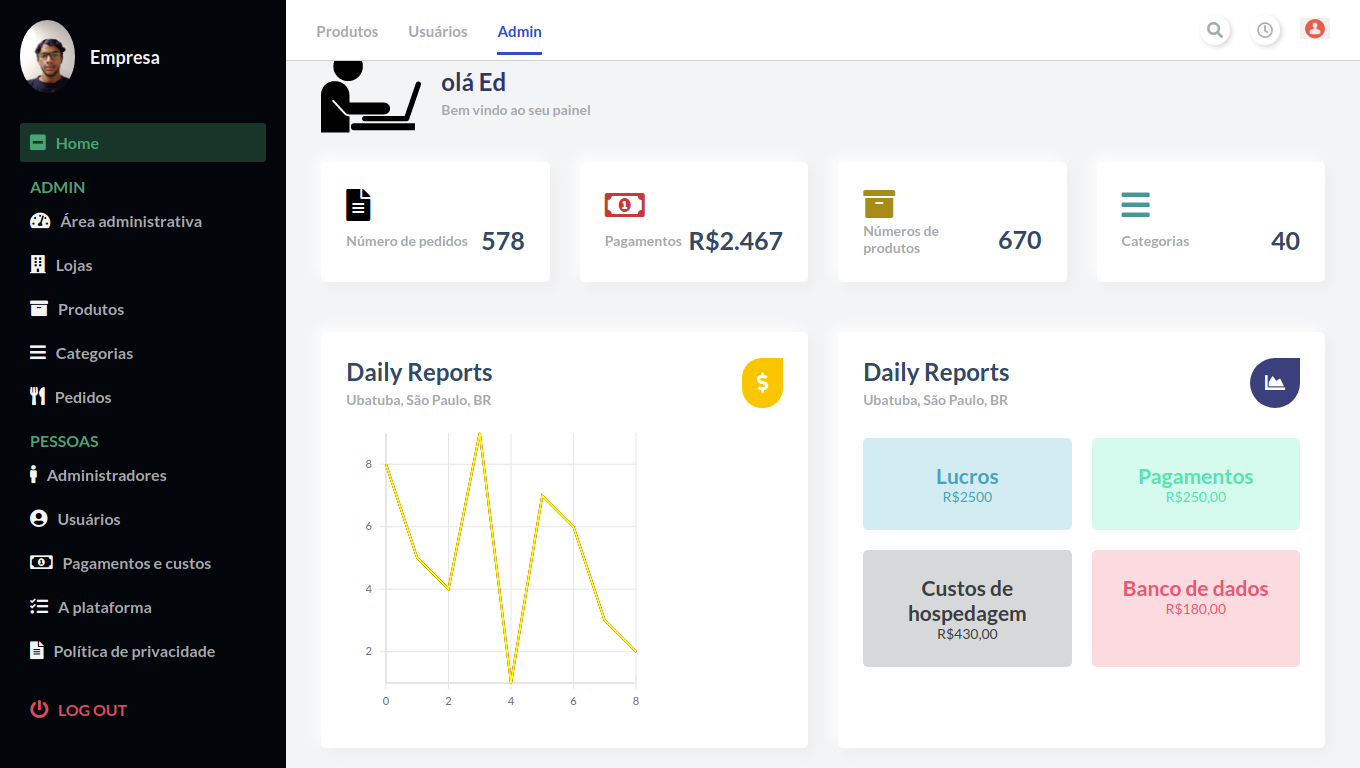 Empresa
Home
ADMIN
Área administrativa
Lojas
Produtos
Categorias
Pedidos
PESSOAS
Administradores
Usuários
Pagamentos e custos
A plataforma
Política de privacidade
LOG OUT
Produtos Usuários Admin
olá Ed
Bem vindo ao seu painel
Número de pedidos 578
1
Pagamentos R$2.467
Números de
produtos
670
Categorias 40
Daily Reports
Ubatuba, São Paulo, BR
$
8
6
4
2
0 2 4 6 8
Daily Reports
Ubatuba, São Paulo, BR
Lucros
R$2500
Pagamentos
R$250,00
Custos de
hospedagem
R$430,00
Banco de dados
R$180,00